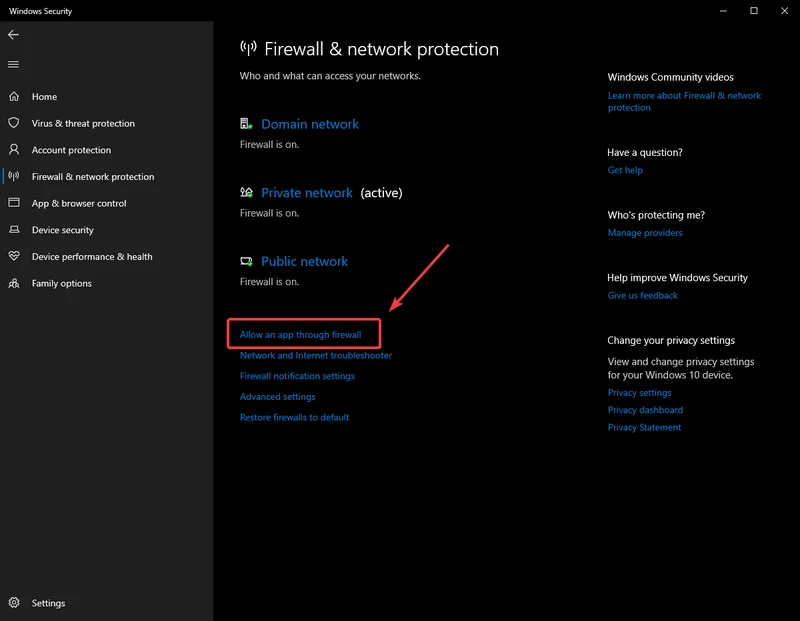 Windows Security
Home
Virus & threat protection
Account protection
Firewall & network protection
App & browser control
Device security
Device performance & health
Family options
Settings
Firewall & network protection
Who and what can access your networks.
Domain network
Firewall is on.
Private network (active)
Firewall is on.
Public network
Firewall is on.
Allow an app through firewall
Network and Internet troubleshooter
Firewall notification settings
Advanced settings
Restore firewalls to default
Windows Community videos
Learn more about Firewall & network
protection
Have a question?
Get help
Who's protecting me?
Manage providers
Help improve Windows Security
Give us feedback
Change your privacy settings
View and change privacy settings
for your Windows 10 device.
Privacy settings
Privacy dashboard
Privacy Statement